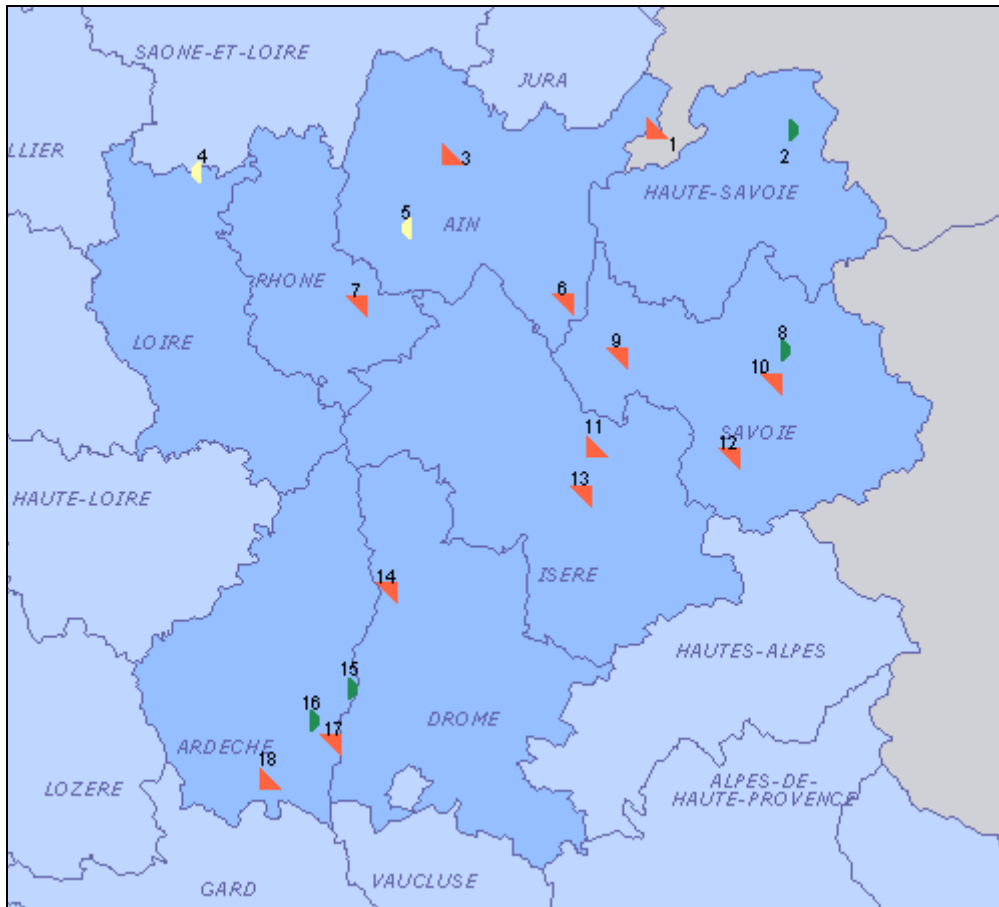 SAONE-ET-LOIRE
JURA
1
2
LLIER
4
3
HAUTE-SAVOIE
5
AIN
RHONE
7
6
LOIRE
9
8
10
SAVOIE
11
12
HAUTE-LOIRE
13
14
ISERE
HAUTES-ALPES
15
16
DROME
17
ARDECHE
18
LOZERE
ALPES-DE-
HAUTE-PROVENCE
GARD
VAUCLUSE